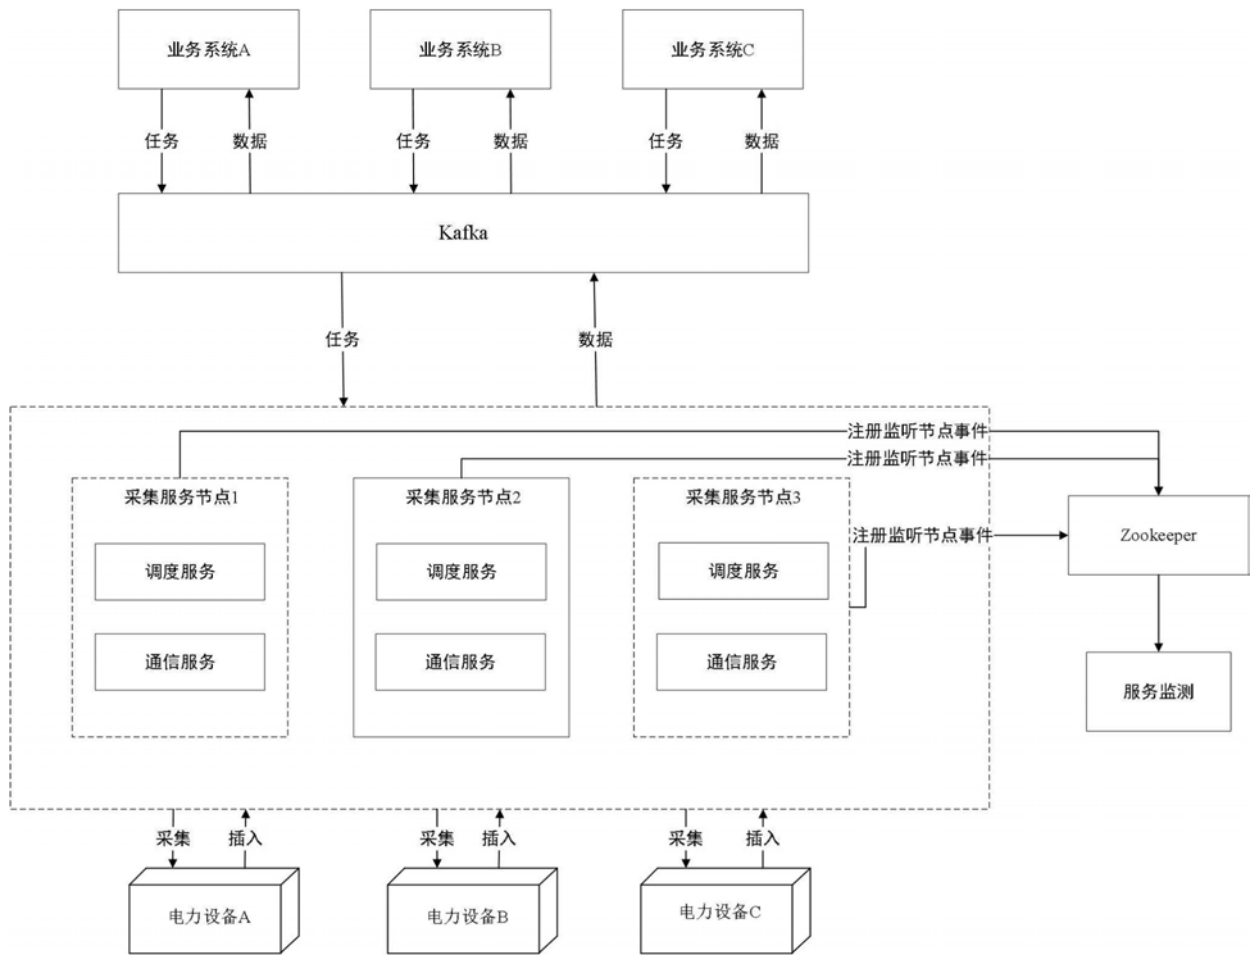 业务系统A
业务系统B
业务系统C
任务
数据
任务
数据
任务
数据
Kafka
任务
数据
注册监听节点事件
注册监听节点事件
采集服务节点1
采集服务节点2
采集服务节点3
注册监听节点事件
Zookeeper
调度服务
调度服务
调度服务
通信服务
通信服务
通信服务
服务监测
采集
插入
采集
插入
采集
插入
电力设备A
电力设备B
电力设备C